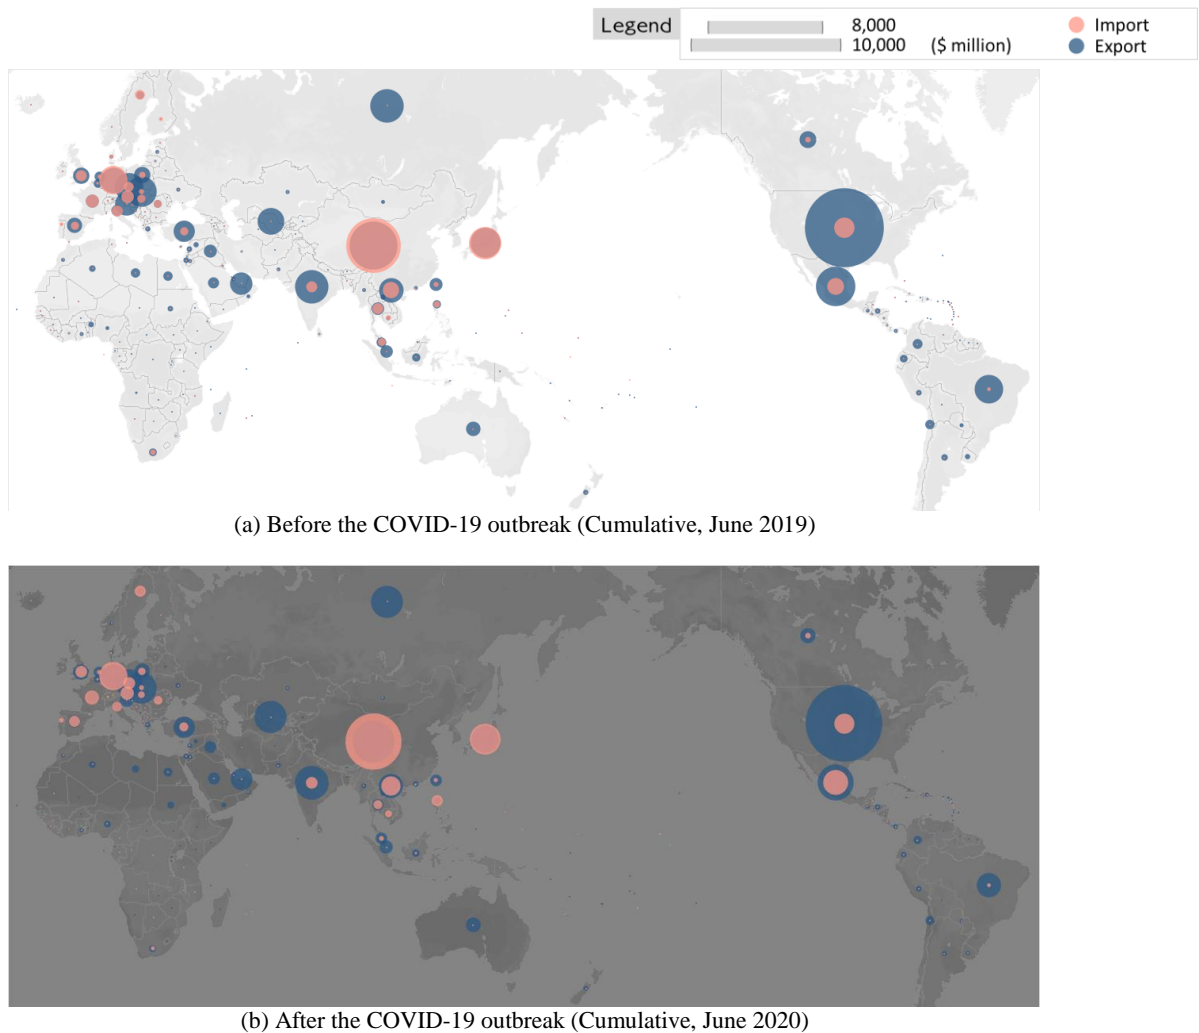 Legend
8,000
10,000 ($ million)
Import
Export
(a) Before the COVID-19 outbreak (Cumulative, June 2019)
(b) After the COVID-19 outbreak (Cumulative, June 2020)